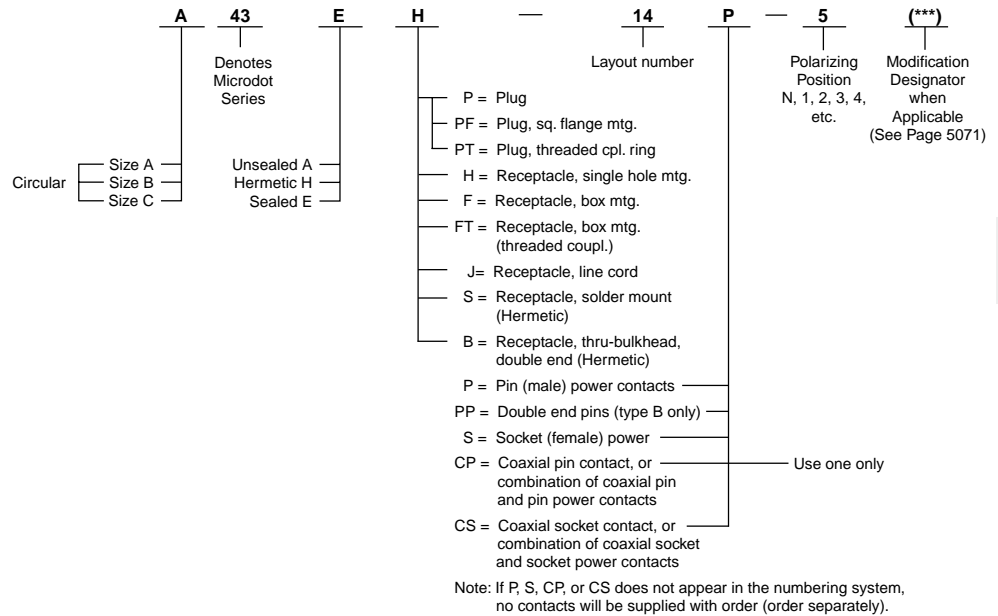 A 43 E H — 14 P — 5 (***)
Denotes
Microdot
Series
Layout number
Polarizing
Position
N, 1, 2, 3, 4,
etc.
Modification
Designator
when
Applicable
(See Page 5071)
Circular
Size A
Size B
Size C
Unsealed A
Hermetic H
Sealed E
P = Plug
PF = Plug, sq. flange mtg.
PT = Plug, threaded cpl. ring
H = Receptacle, single hole mtg.
F = Receptacle, box mtg.
FT = Receptacle, box mtg.
(threaded coupl.)
J= Receptacle, line cord
S = Receptacle, solder mount
(Hermetic)
B = Receptacle, thru-bulkhead,
double end (Hermetic)
P = Pin (male) power contacts
PP = Double end pins (type B only)
S = Socket (female) power
CP = Coaxial pin contact, or
combination of coaxial pin
and pin power contacts
Use one only
CS = Coaxial socket contact, or
combination of coaxial socket
and socket power contacts
Note: If P, S, CP, or CS does not appear in the numbering system,
no contacts will be supplied with order (order separately).